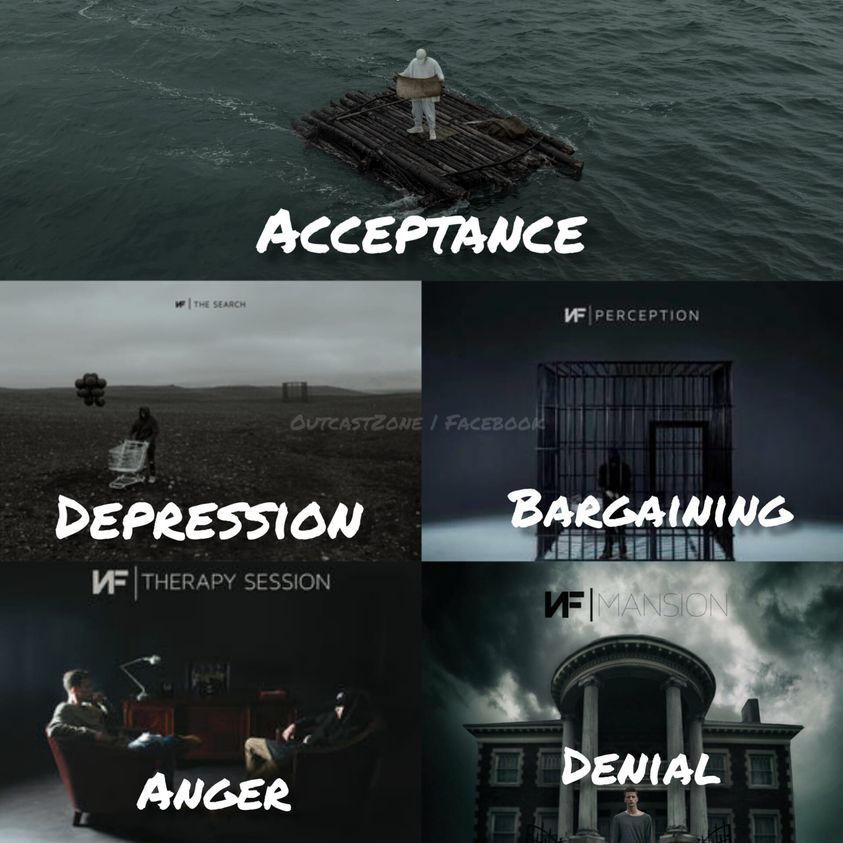 Acceptance
NF | THE SEARCH
NF | PERCEPTION
OutcastZone | Facebook
Depression
Bargaining
NF | THERAPY SESSION
NF | MANSION
Denial
Anger